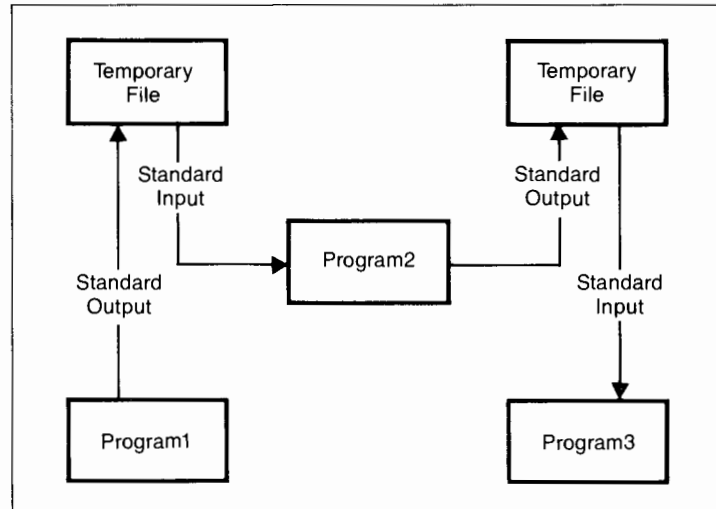 Temporary
File
Temporary
File
Standard
Input
Standard
Output
Program2
Standard
Output
Standard
Input
Program1
Program3